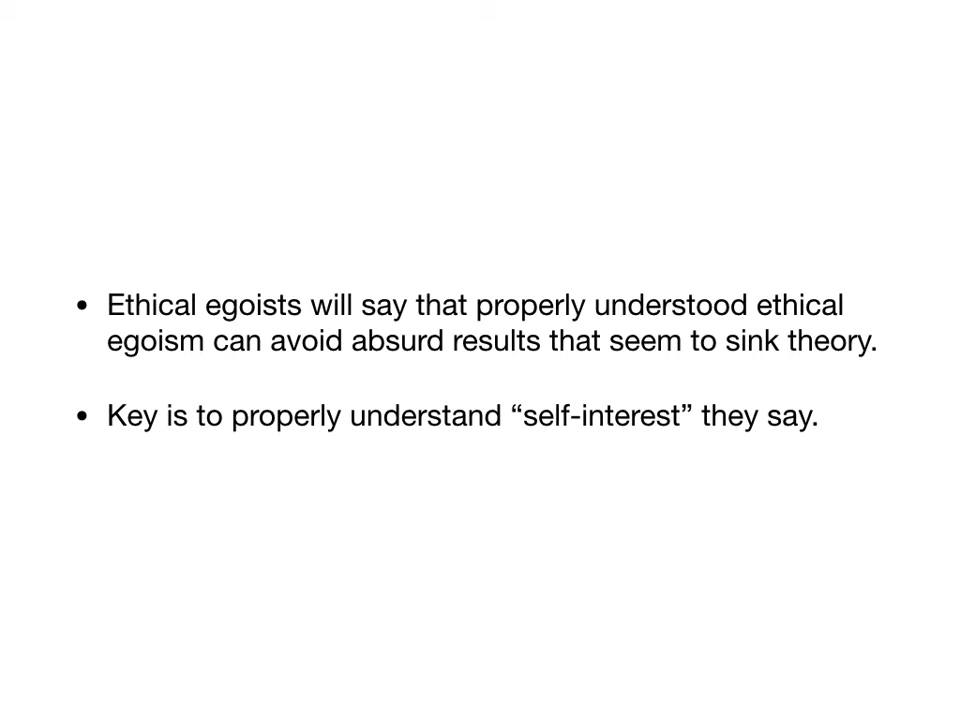 • Ethical egoists will say that properly understood ethical
egoism can avoid absurd results that seem to sink theory.
• Key is to properly understand “self-interest” they say.